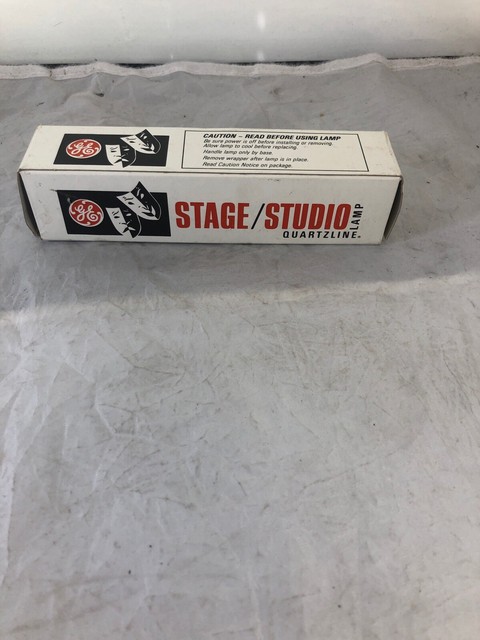 GE
CAUTION – READ BEFORE USING LAMP
Be sure power is off before installing or removing.
Allow lamp to cool before replacing.
Handle lamp only by base.
Remove wrapper after lamp is in place.
Read Caution Notice on package.
GE
STAGE/STUDIO
LAMP
QUARTZLINE®